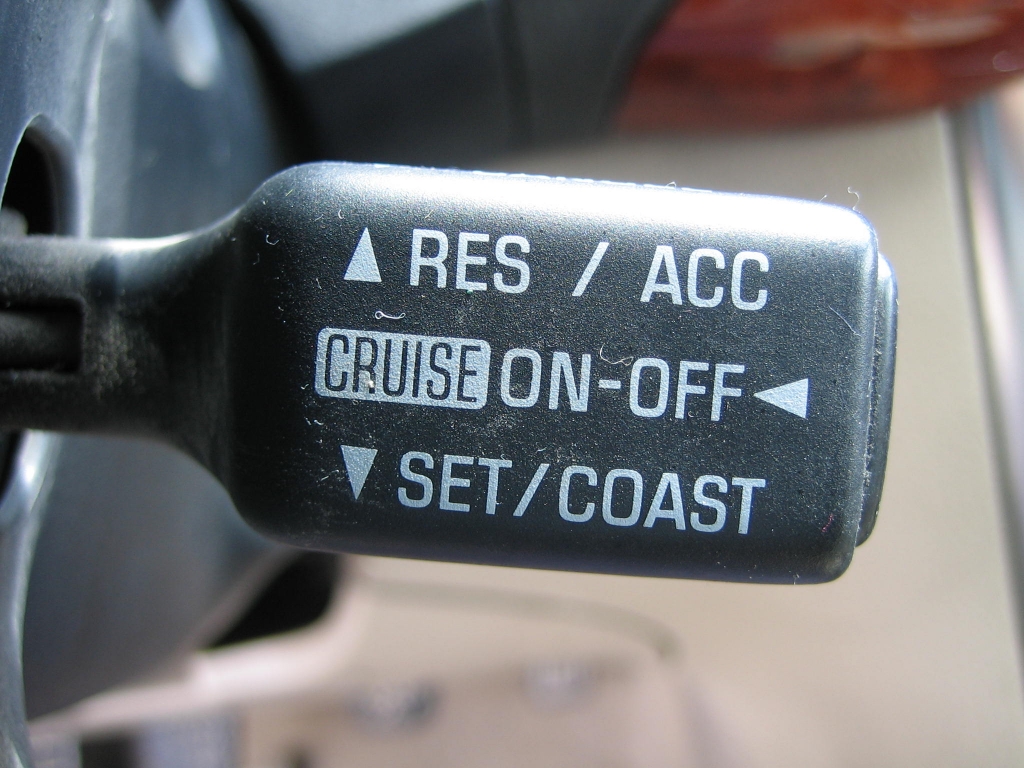 ▲ RES / ACC
CRUISE ON-OFF ◀
▼ SET/COAST